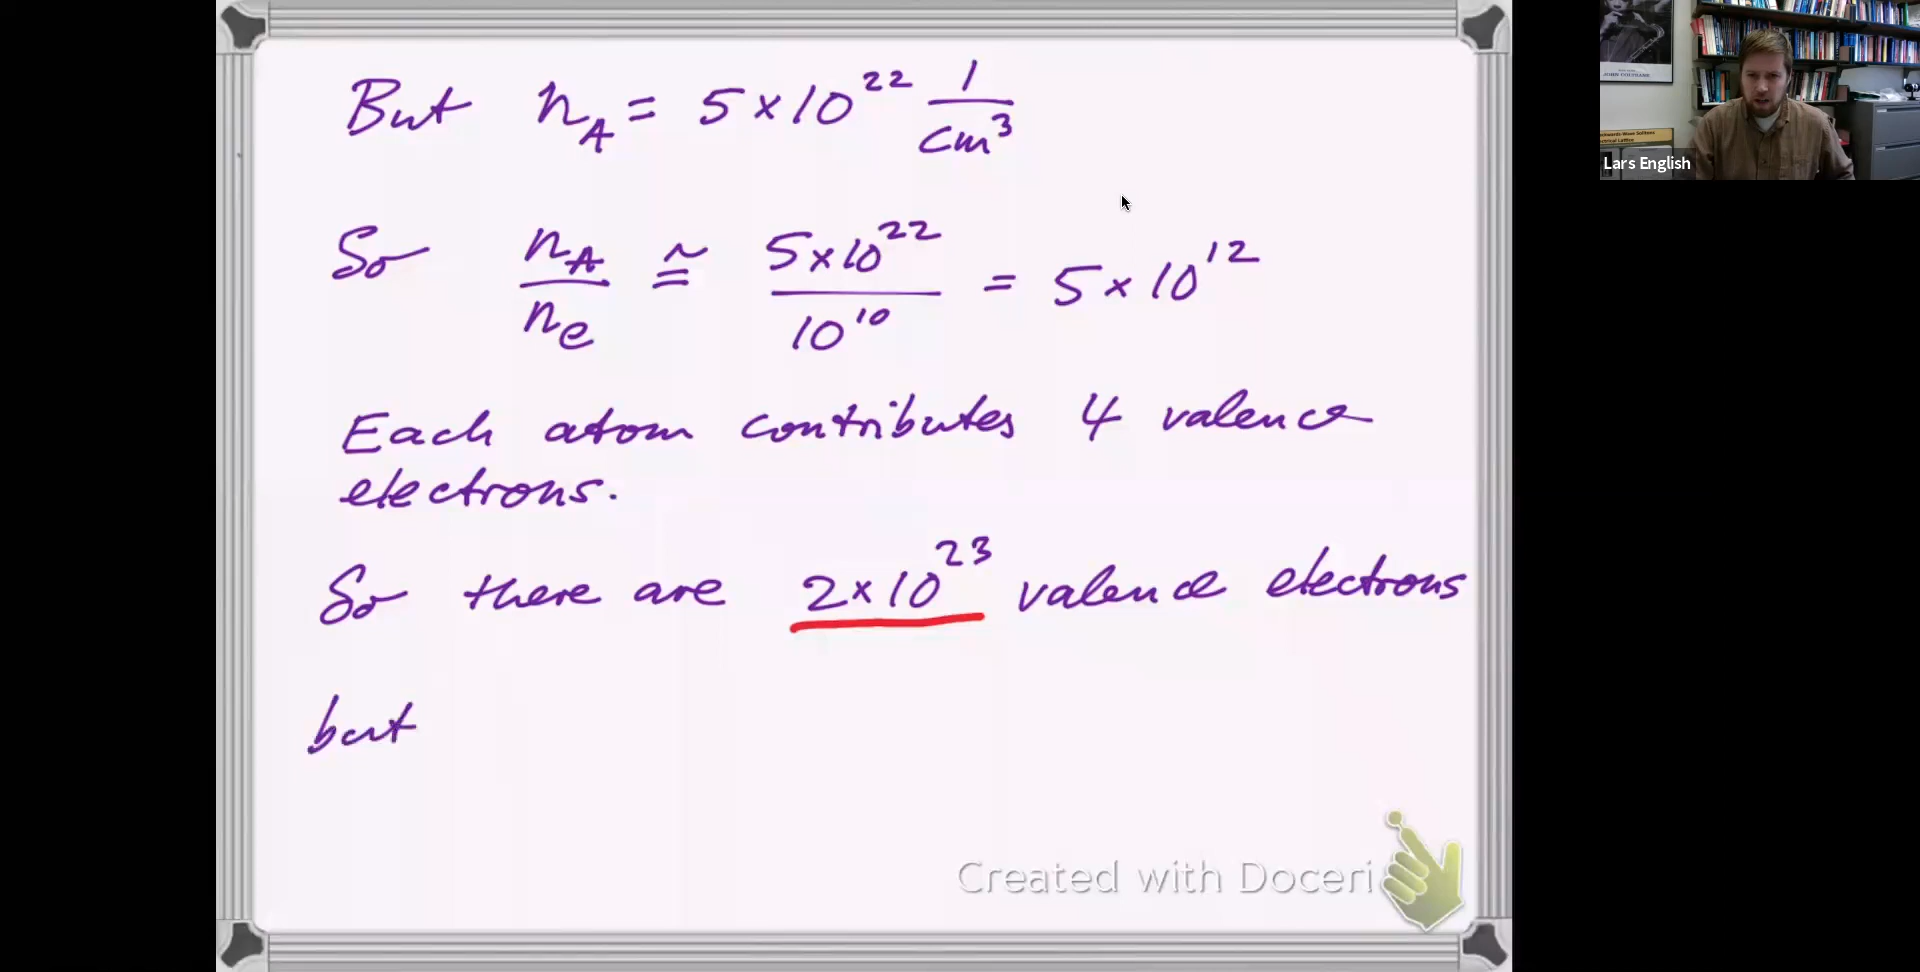 But n_A = 5 × 10^22 1/cm^3
So n_A/n_e ≅ 5×10^22/10^10 = 5 × 10^12
Each atom contributes 4 valence
electrons.
So there are 2×10^23 valence electrons
but
Created with Doceri
JOHN COLTRANE
Lars English